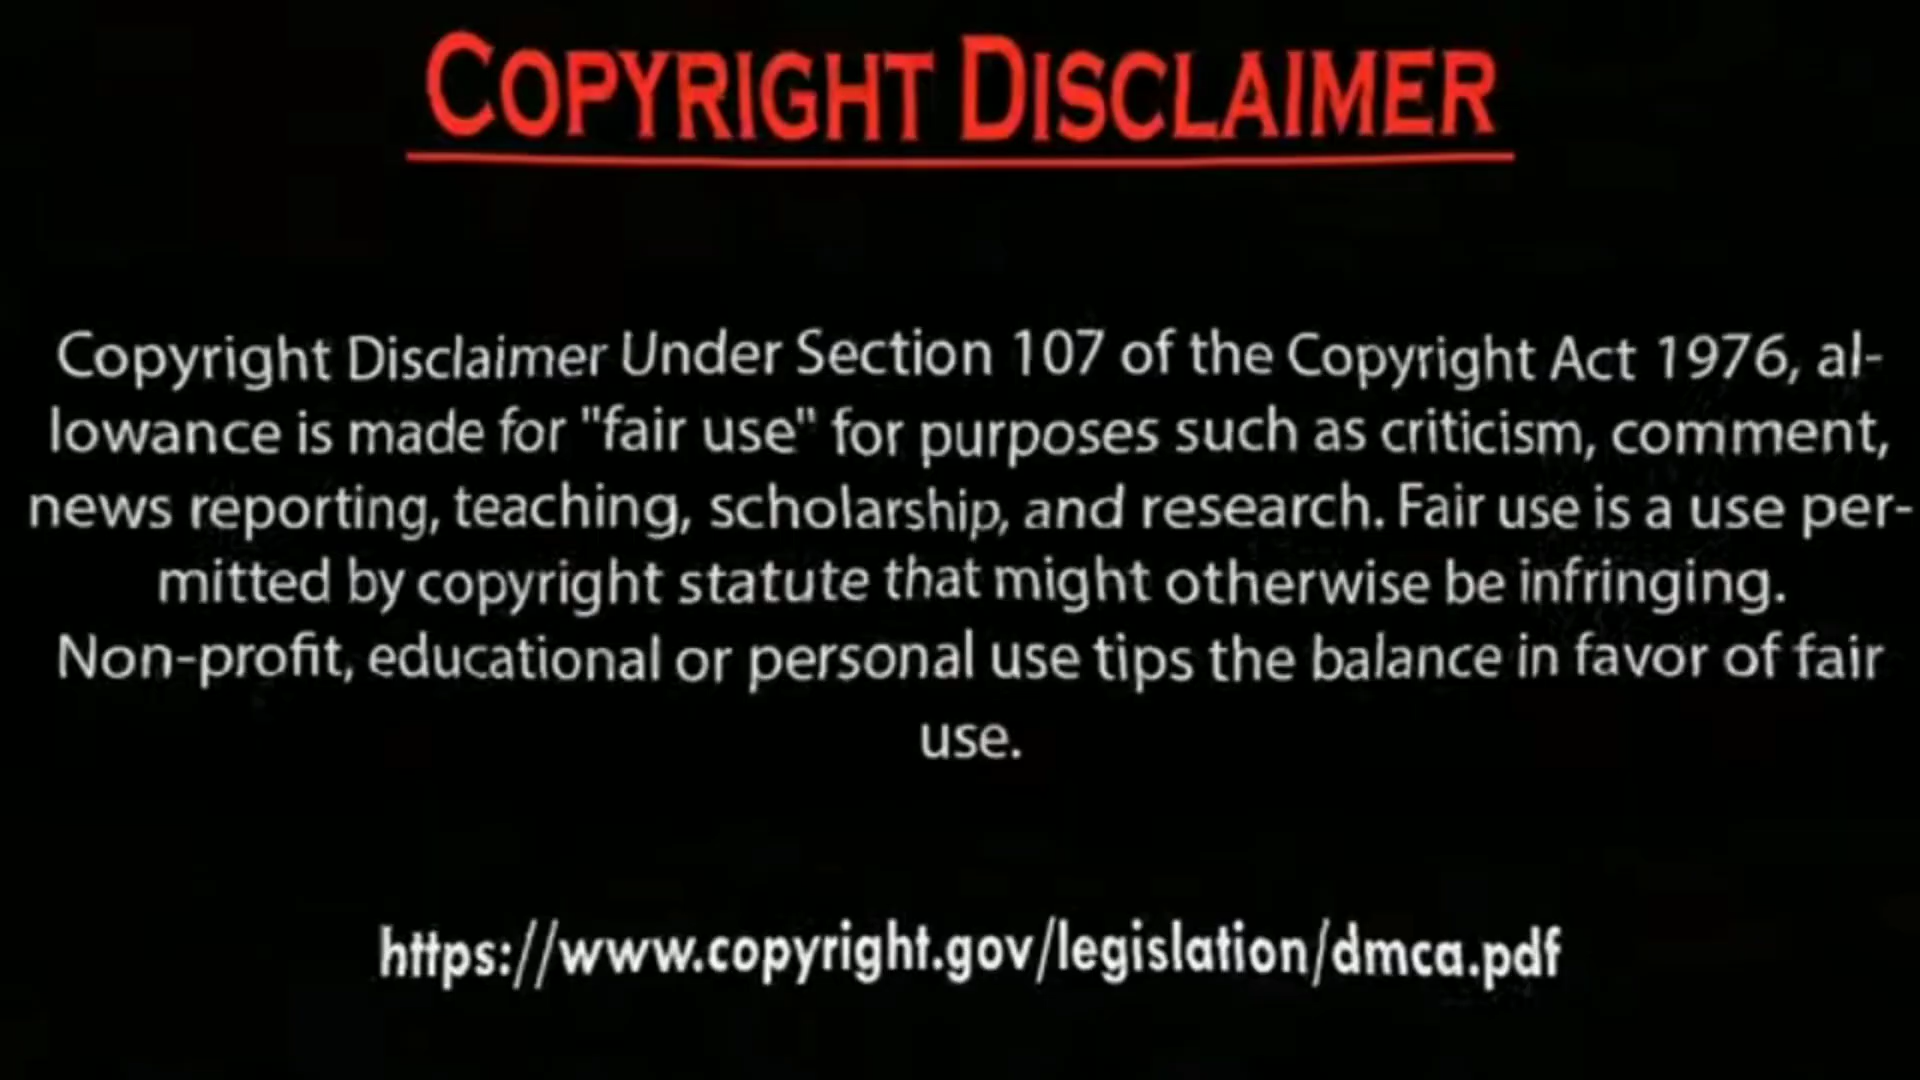 COPYRIGHT DISCLAIMER
Copyright Disclaimer Under Section 107 of the Copyright Act 1976, al-
lowance is made for "fair use" for purposes such as criticism, comment,
news reporting, teaching, scholarship, and research. Fair use is a use per-
mitted by copyright statute that might otherwise be infringing.
Non-profit, educational or personal use tips the balance in favor of fair
use.
https://www.copyright.gov/legislation/dmca.pdf